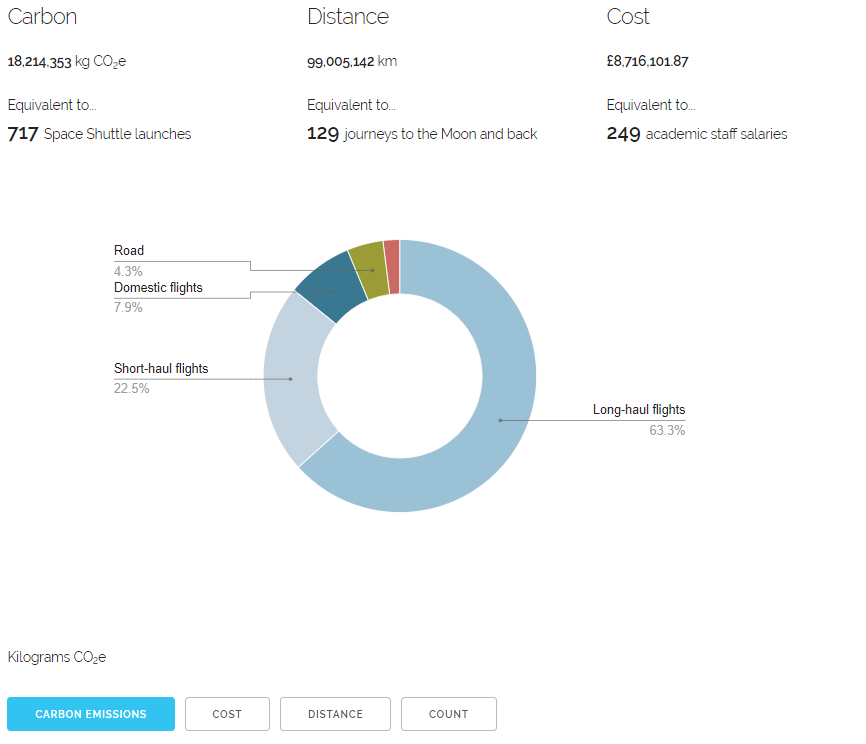 Carbon
Distance
Cost
18,214,353 kg CO₂e
99,005,142 km
£8,716,101.87
Equivalent to...
Equivalent to...
Equivalent to...
717 Space Shuttle launches
129 journeys to the Moon and back
249 academic staff salaries
Road
4.3%
Domestic flights
7.9%
Short-haul flights
22.5%
Long-haul flights
63.3%
Kilograms CO₂e
CARBON EMISSIONS
COST
DISTANCE
COUNT